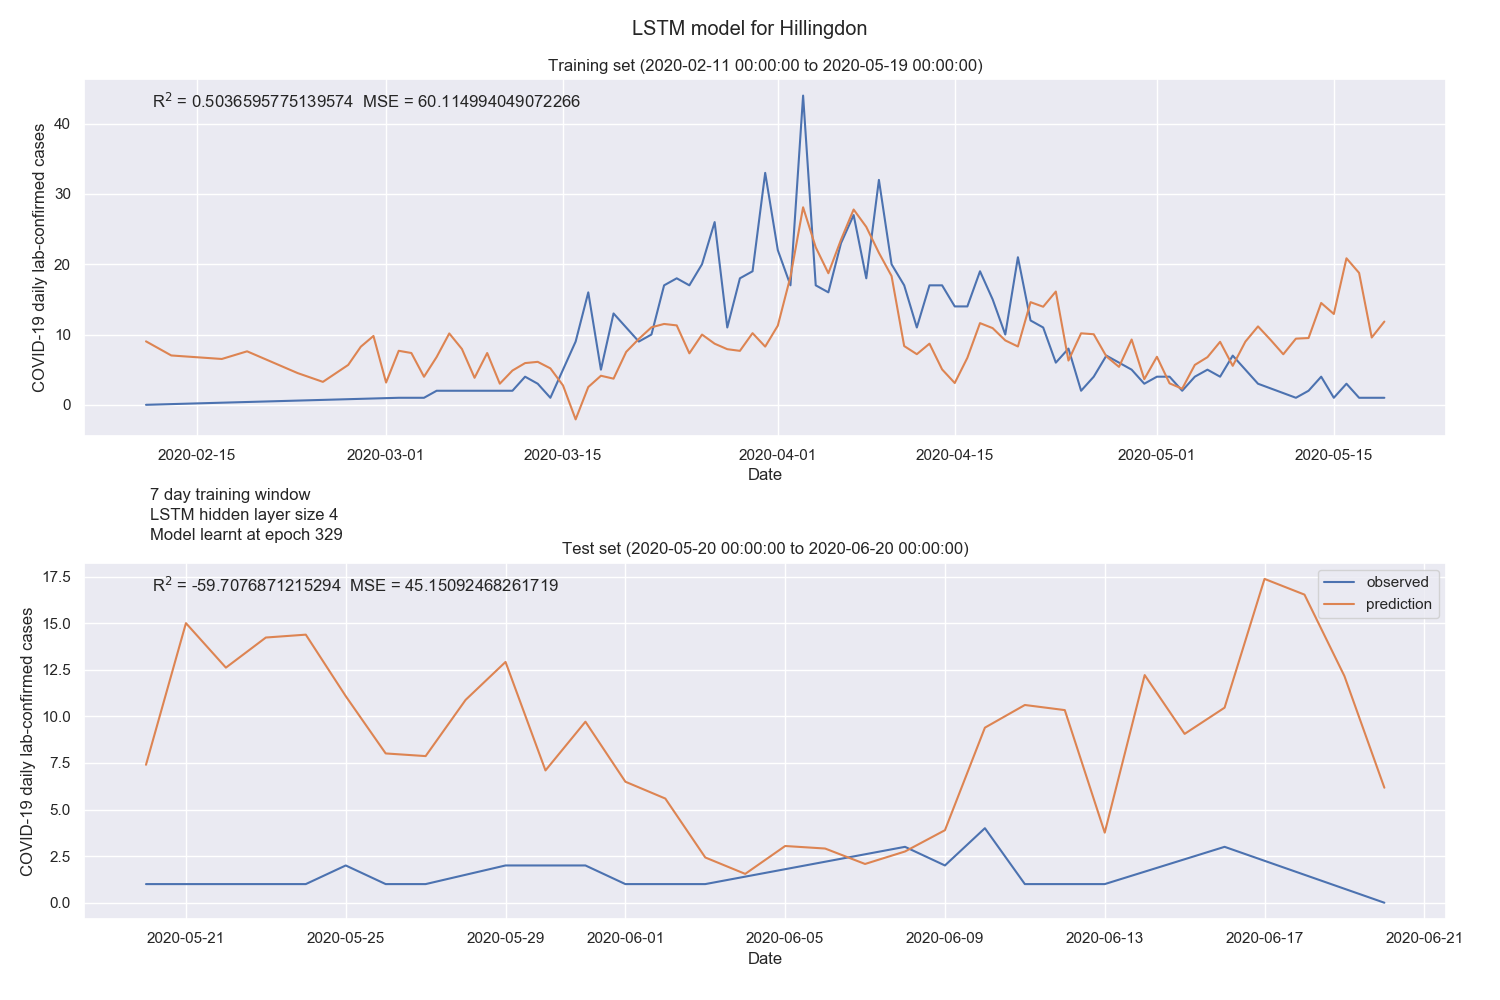 LSTM model for Hillingdon
Training set (2020-02-11 00:00:00 to 2020-05-19 00:00:00)
R² = 0.5036595775139574 MSE = 60.114994049072266
COVID-19 daily lab-confirmed cases
40
30
20
10
0
2020-02-15 2020-03-01 2020-03-15 2020-04-01 2020-04-15 2020-05-01 2020-05-15
Date
7 day training window
LSTM hidden layer size 4
Model learnt at epoch 329
Test set (2020-05-20 00:00:00 to 2020-06-20 00:00:00)
R² = -59.7076871215294 MSE = 45.15092468261719
observed
prediction
COVID-19 daily lab-confirmed cases
17.5
15.0
12.5
10.0
7.5
5.0
2.5
0.0
2020-05-21 2020-05-25 2020-05-29 2020-06-01 2020-06-05 2020-06-09 2020-06-13 2020-06-17 2020-06-21
Date